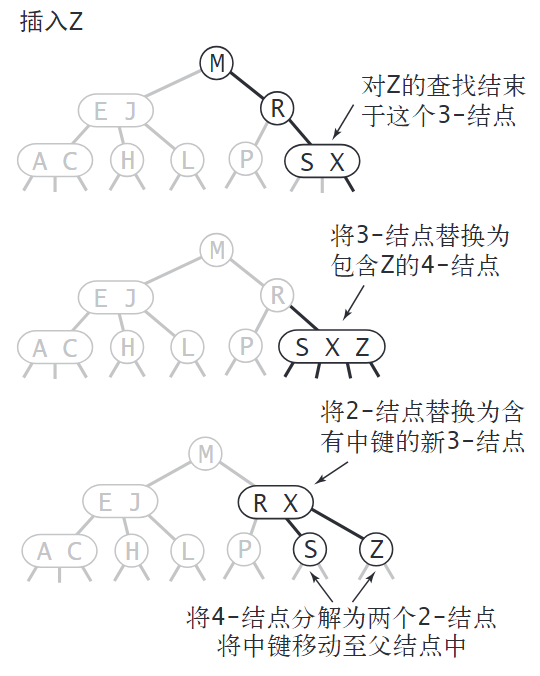 插入Z
M
E J
R
对Z的查找结束
于这个3-结点
A C
H
L
P
S X
将3-结点替换为
包含Z的4-结点
M
E J
R
A C
H
L
P
S X Z
将2-结点替换为含
有中键的新3-结点
M
E J
R X
A C
H
L
P
S
Z
将4-结点分解为两个2-结点
将中键移动至父结点中